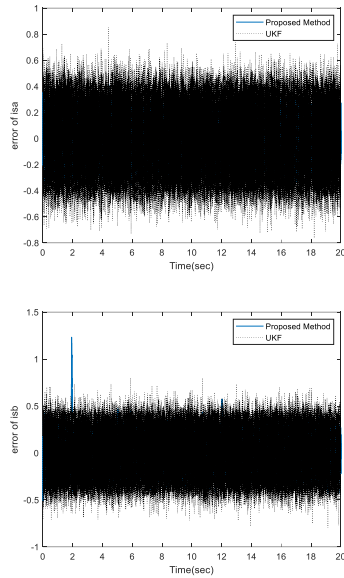 1
0.8
0.6
0.4
0.2
0
-0.2
-0.4
-0.6
-0.8
error of isa
Proposed Method
UKF
0 2 4 6 8 10 12 14 16 18 20
Time(sec)
1.5
1
0.5
0
-0.5
-1
error of isb
Proposed Method
UKF
0 2 4 6 8 10 12 14 16 18 20
Time(sec)